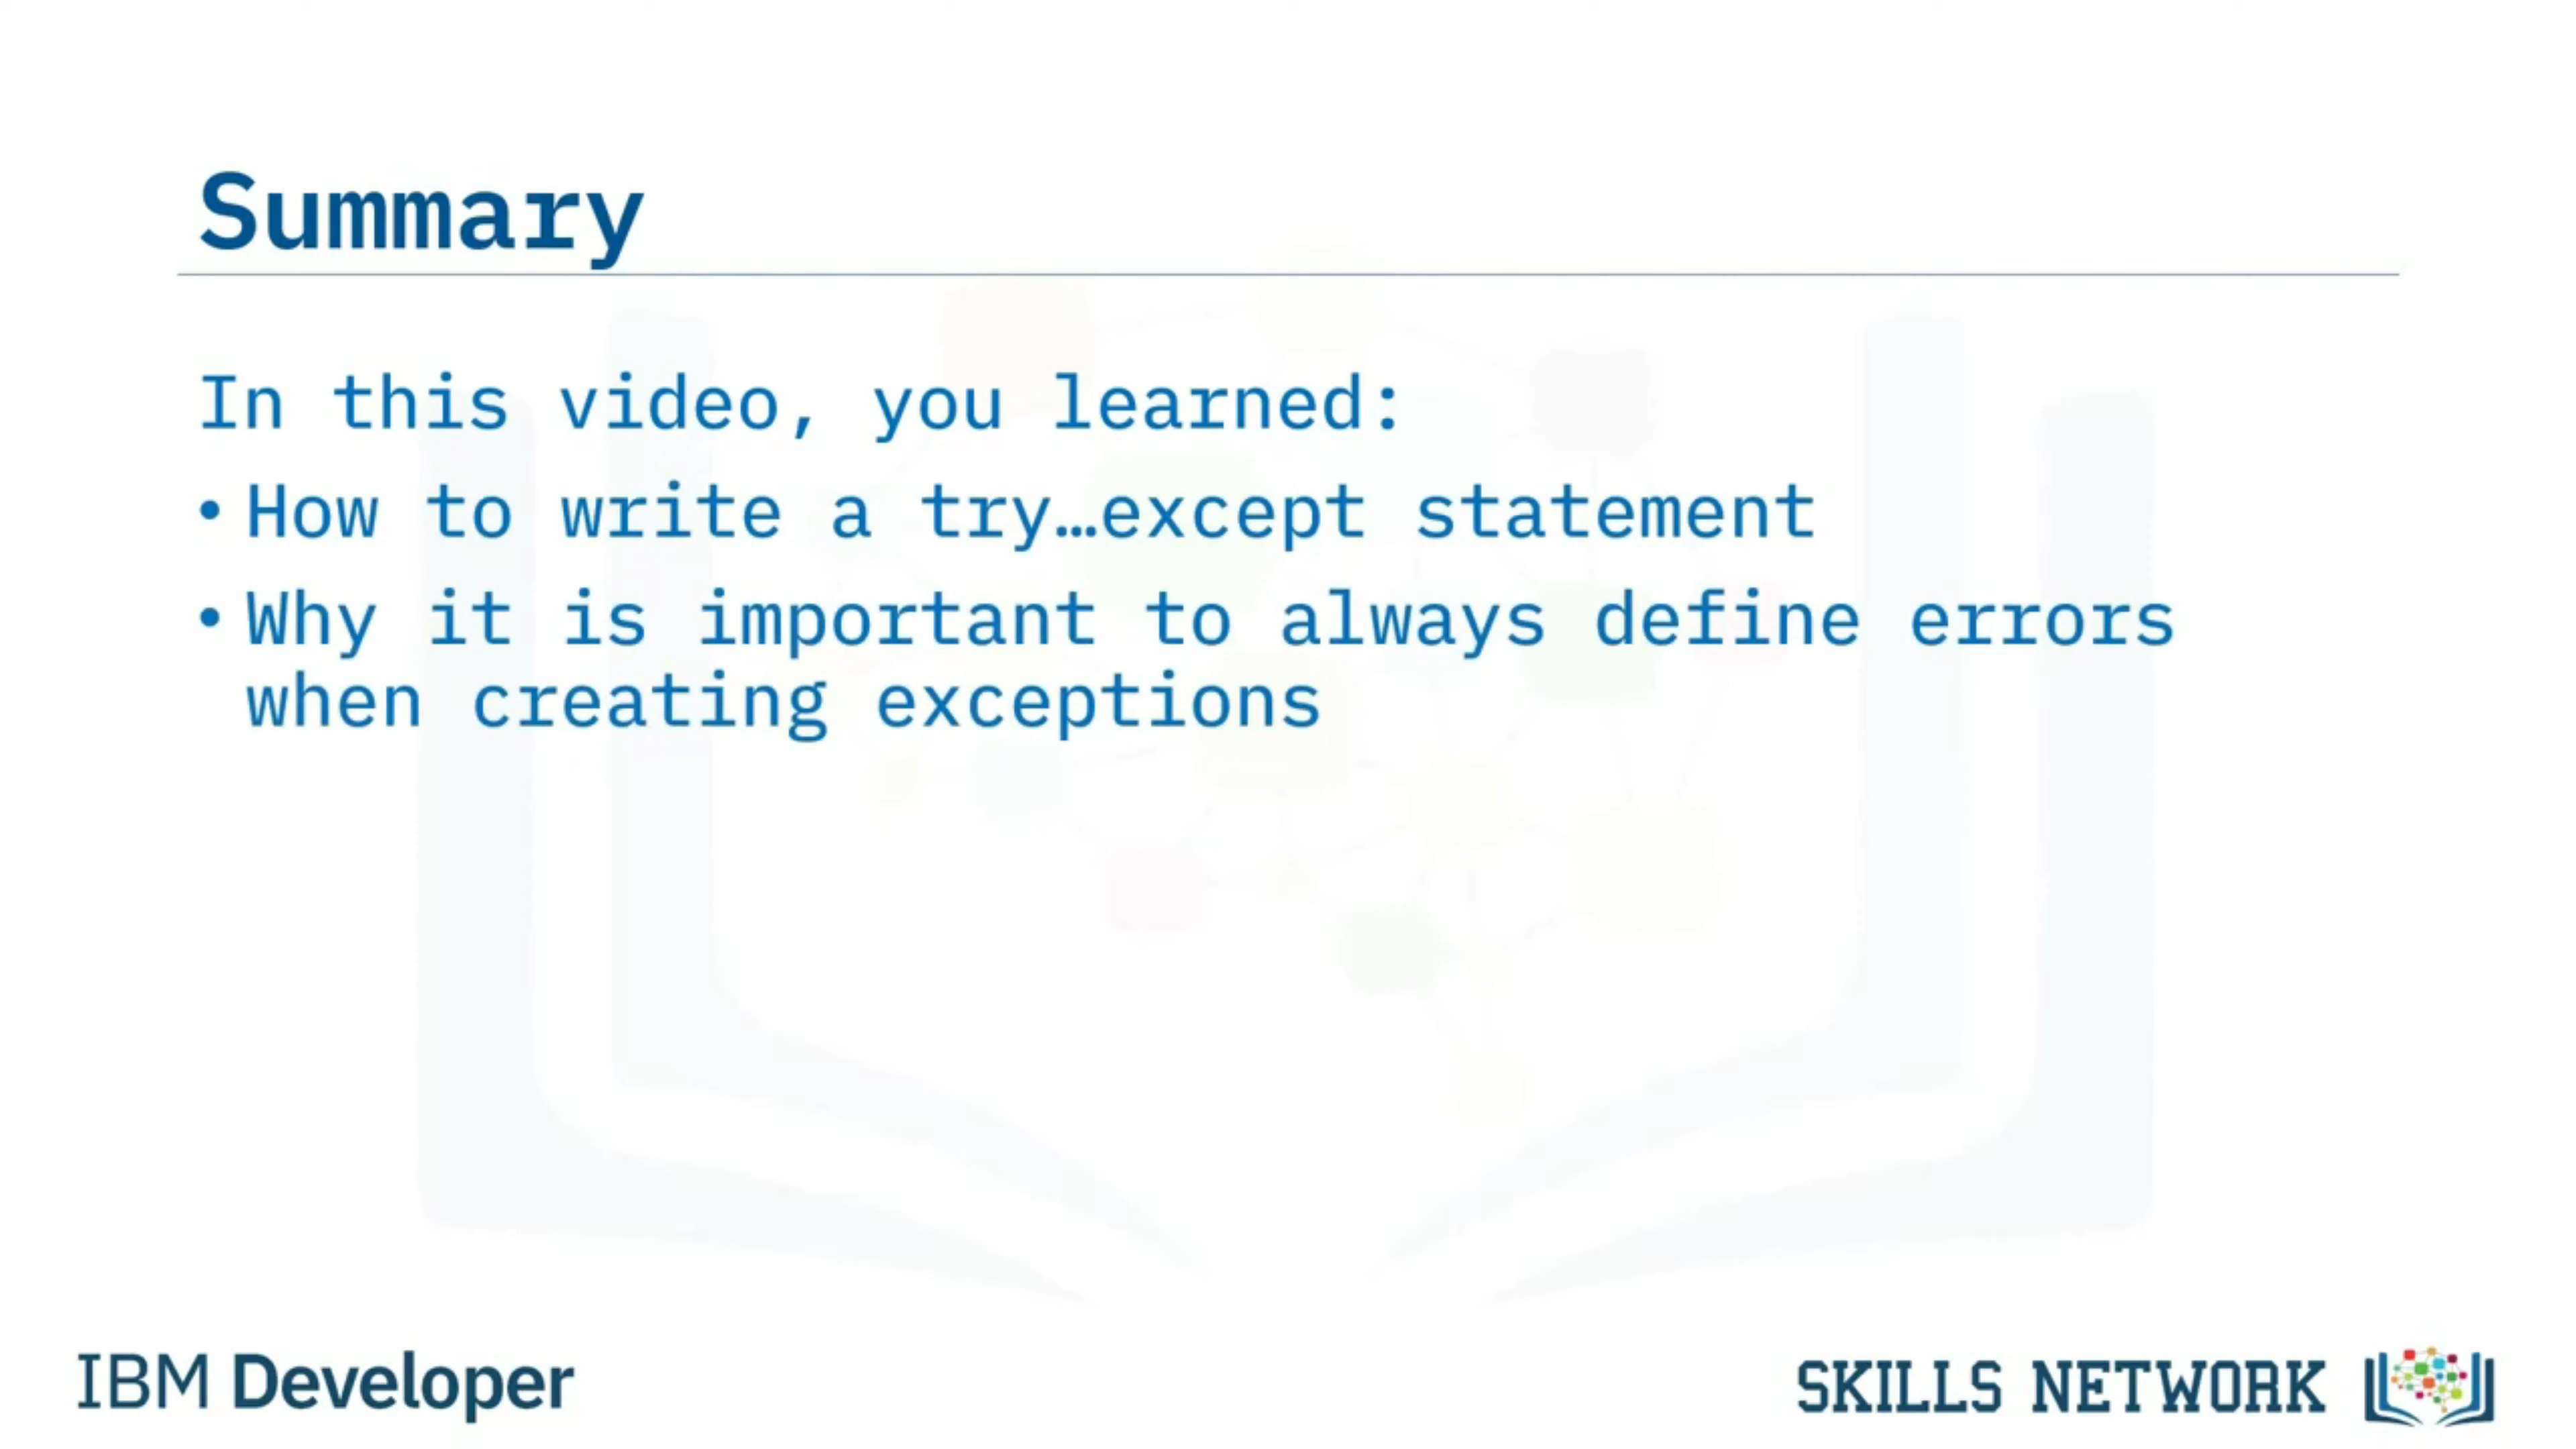 Summary
In this video, you learned:
• How to write a try…except statement
• Why it is important to always define errors
when creating exceptions
IBM Developer
SKILLS NETWORK